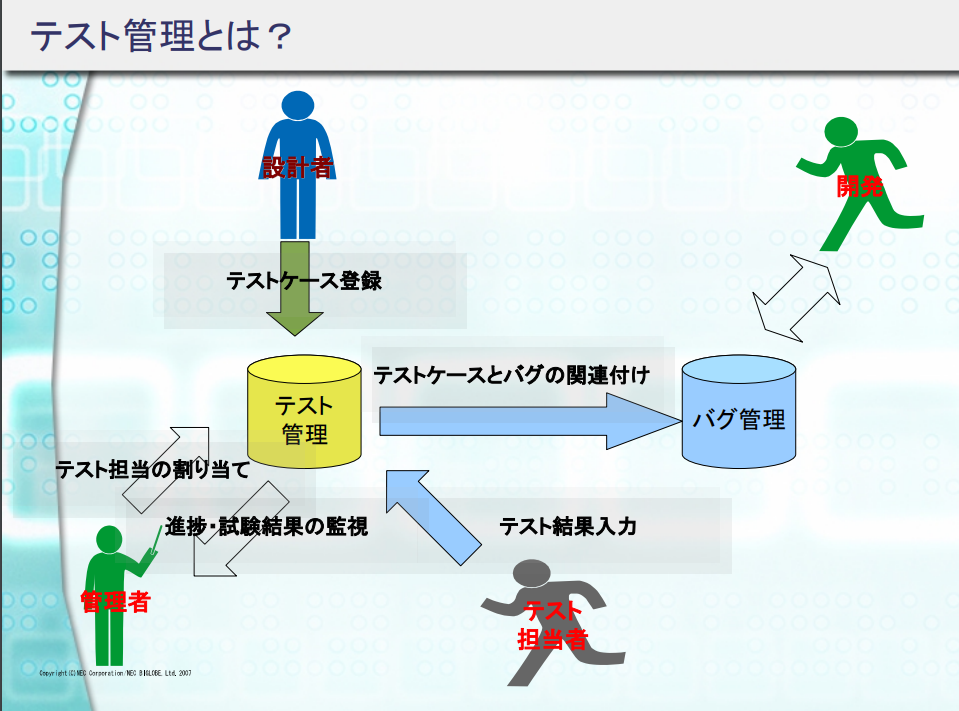 テスト管理とは？
設計者
開発
テストケース登録
テストケースとバグの関連付け
テスト
管理
バグ管理
テスト担当の割り当て
進捗・試験結果の監視
テスト結果入力
管理者
テスト
担当者
Copyright(C)NEC Corporation/NEC BIGLOBE, Ltd, 2007